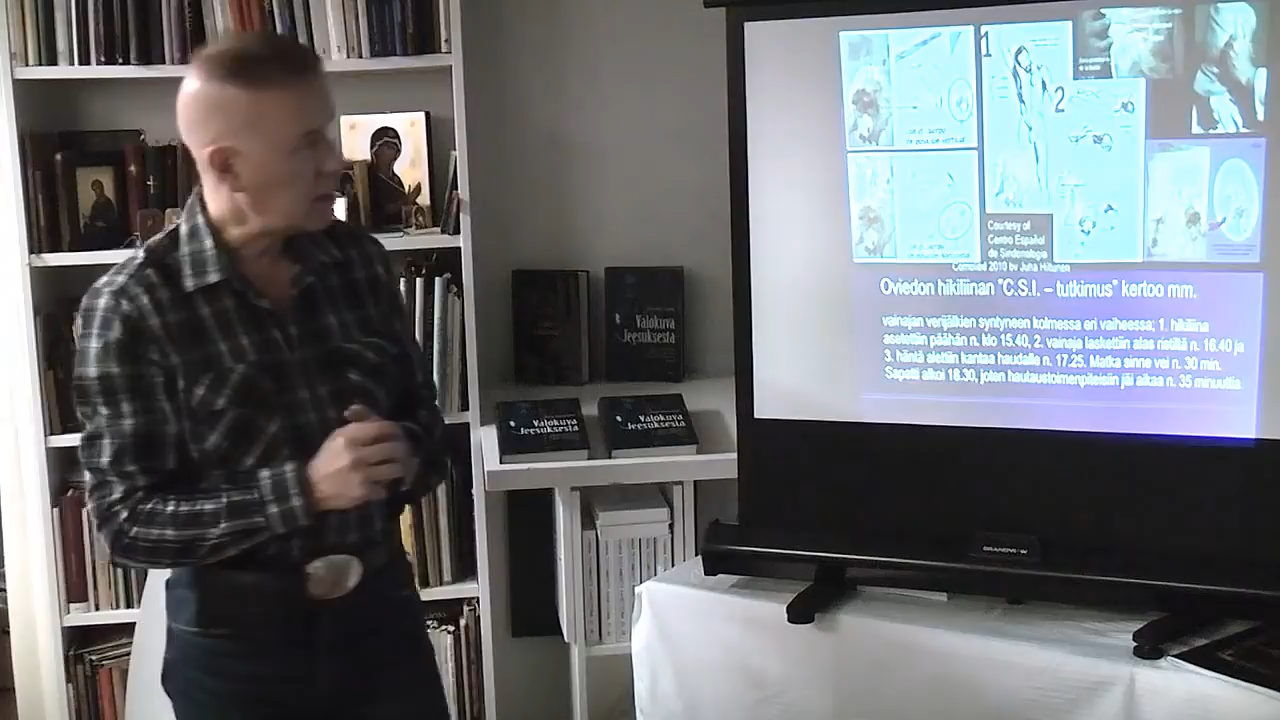 1
2
Courtesy of
Centro Español
de Sindonologia
Compiled 2010 by Juha Hiltunen
Oviedon hikiliinan "C.S.I. – tutkimus" kertoo mm.
vainajan verijälkien syntyneen kolmessa eri vaiheessa; 1. hikiliina
asetettiin päähän n. klo 15.40, 2. vainaja laskettiin alas ristiltä n. 16.40 ja
3. häntä alettiin kantaa haudalle n. 17.25. Matka sinne vei n. 30 min.
Sapatti alkoi 18.30, joten hautaustoimenpiteisiin jäi aikaa n. 35 minuuttia.
Valokuva
Jeesuksesta
Valokuva
Jeesuksesta
Valokuva
Jeesuksesta